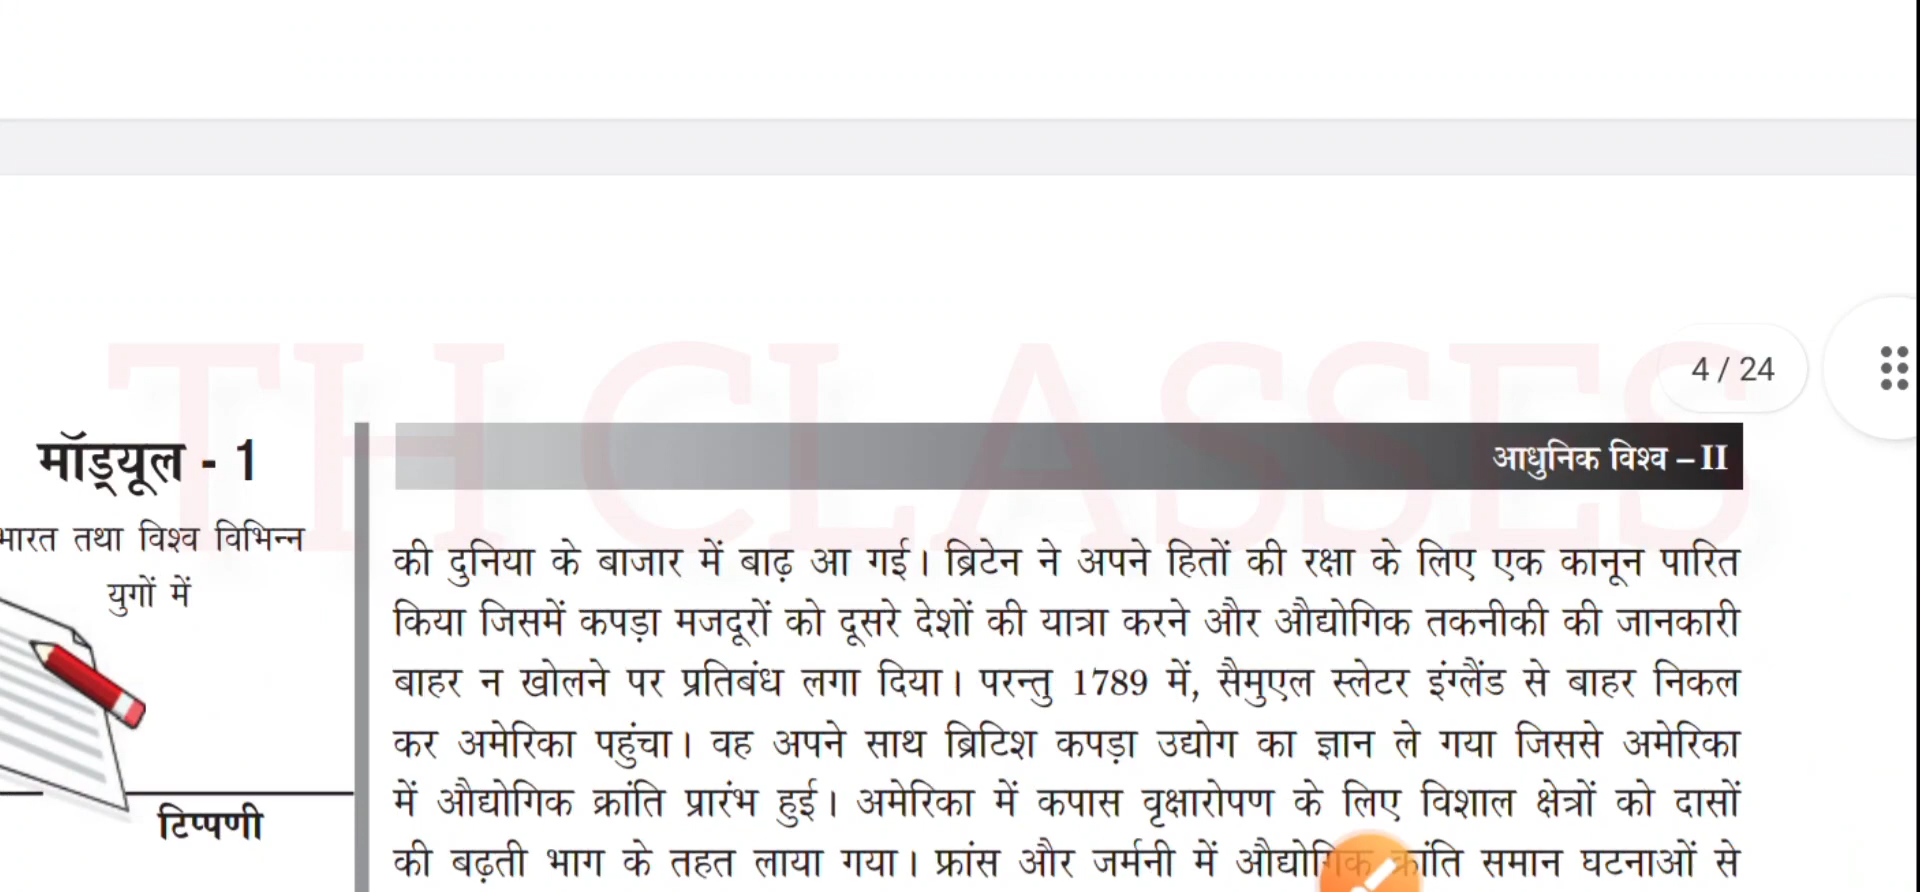 TH CLASSES
4 / 24
मॉड्यूल - 1
भारत तथा विश्व विभिन्न
युगों में
टिप्पणी
आधुनिक विश्व – II
की दुनिया के बाजार में बाढ़ आ गई। ब्रिटेन ने अपने हितों की रक्षा के लिए एक कानून पारित
किया जिसमें कपड़ा मजदूरों को दूसरे देशों की यात्रा करने और औद्योगिक तकनीकी की जानकारी
बाहर न खोलने पर प्रतिबंध लगा दिया। परन्तु 1789 में, सैमुएल स्लेटर इंग्लैंड से बाहर निकल
कर अमेरिका पहुंचा। वह अपने साथ ब्रिटिश कपड़ा उद्योग का ज्ञान ले गया जिससे अमेरिका
में औद्योगिक क्रांति प्रारंभ हुई। अमेरिका में कपास वृक्षारोपण के लिए विशाल क्षेत्रों को दासों
की बढ़ती भाग के तहत लाया गया। फ्रांस और जर्मनी में औद्योगिक क्रांति समान घटनाओं से